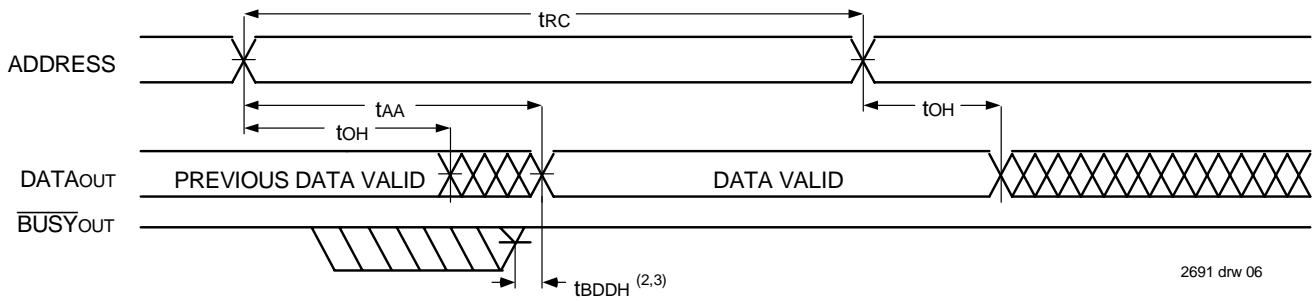 tRC
ADDRESS
tAA
tOH
tOH
DATAOUT
PREVIOUS DATA VALID
DATA VALID
BUSYOUT
tBDDH (2,3)
2691 drw 06